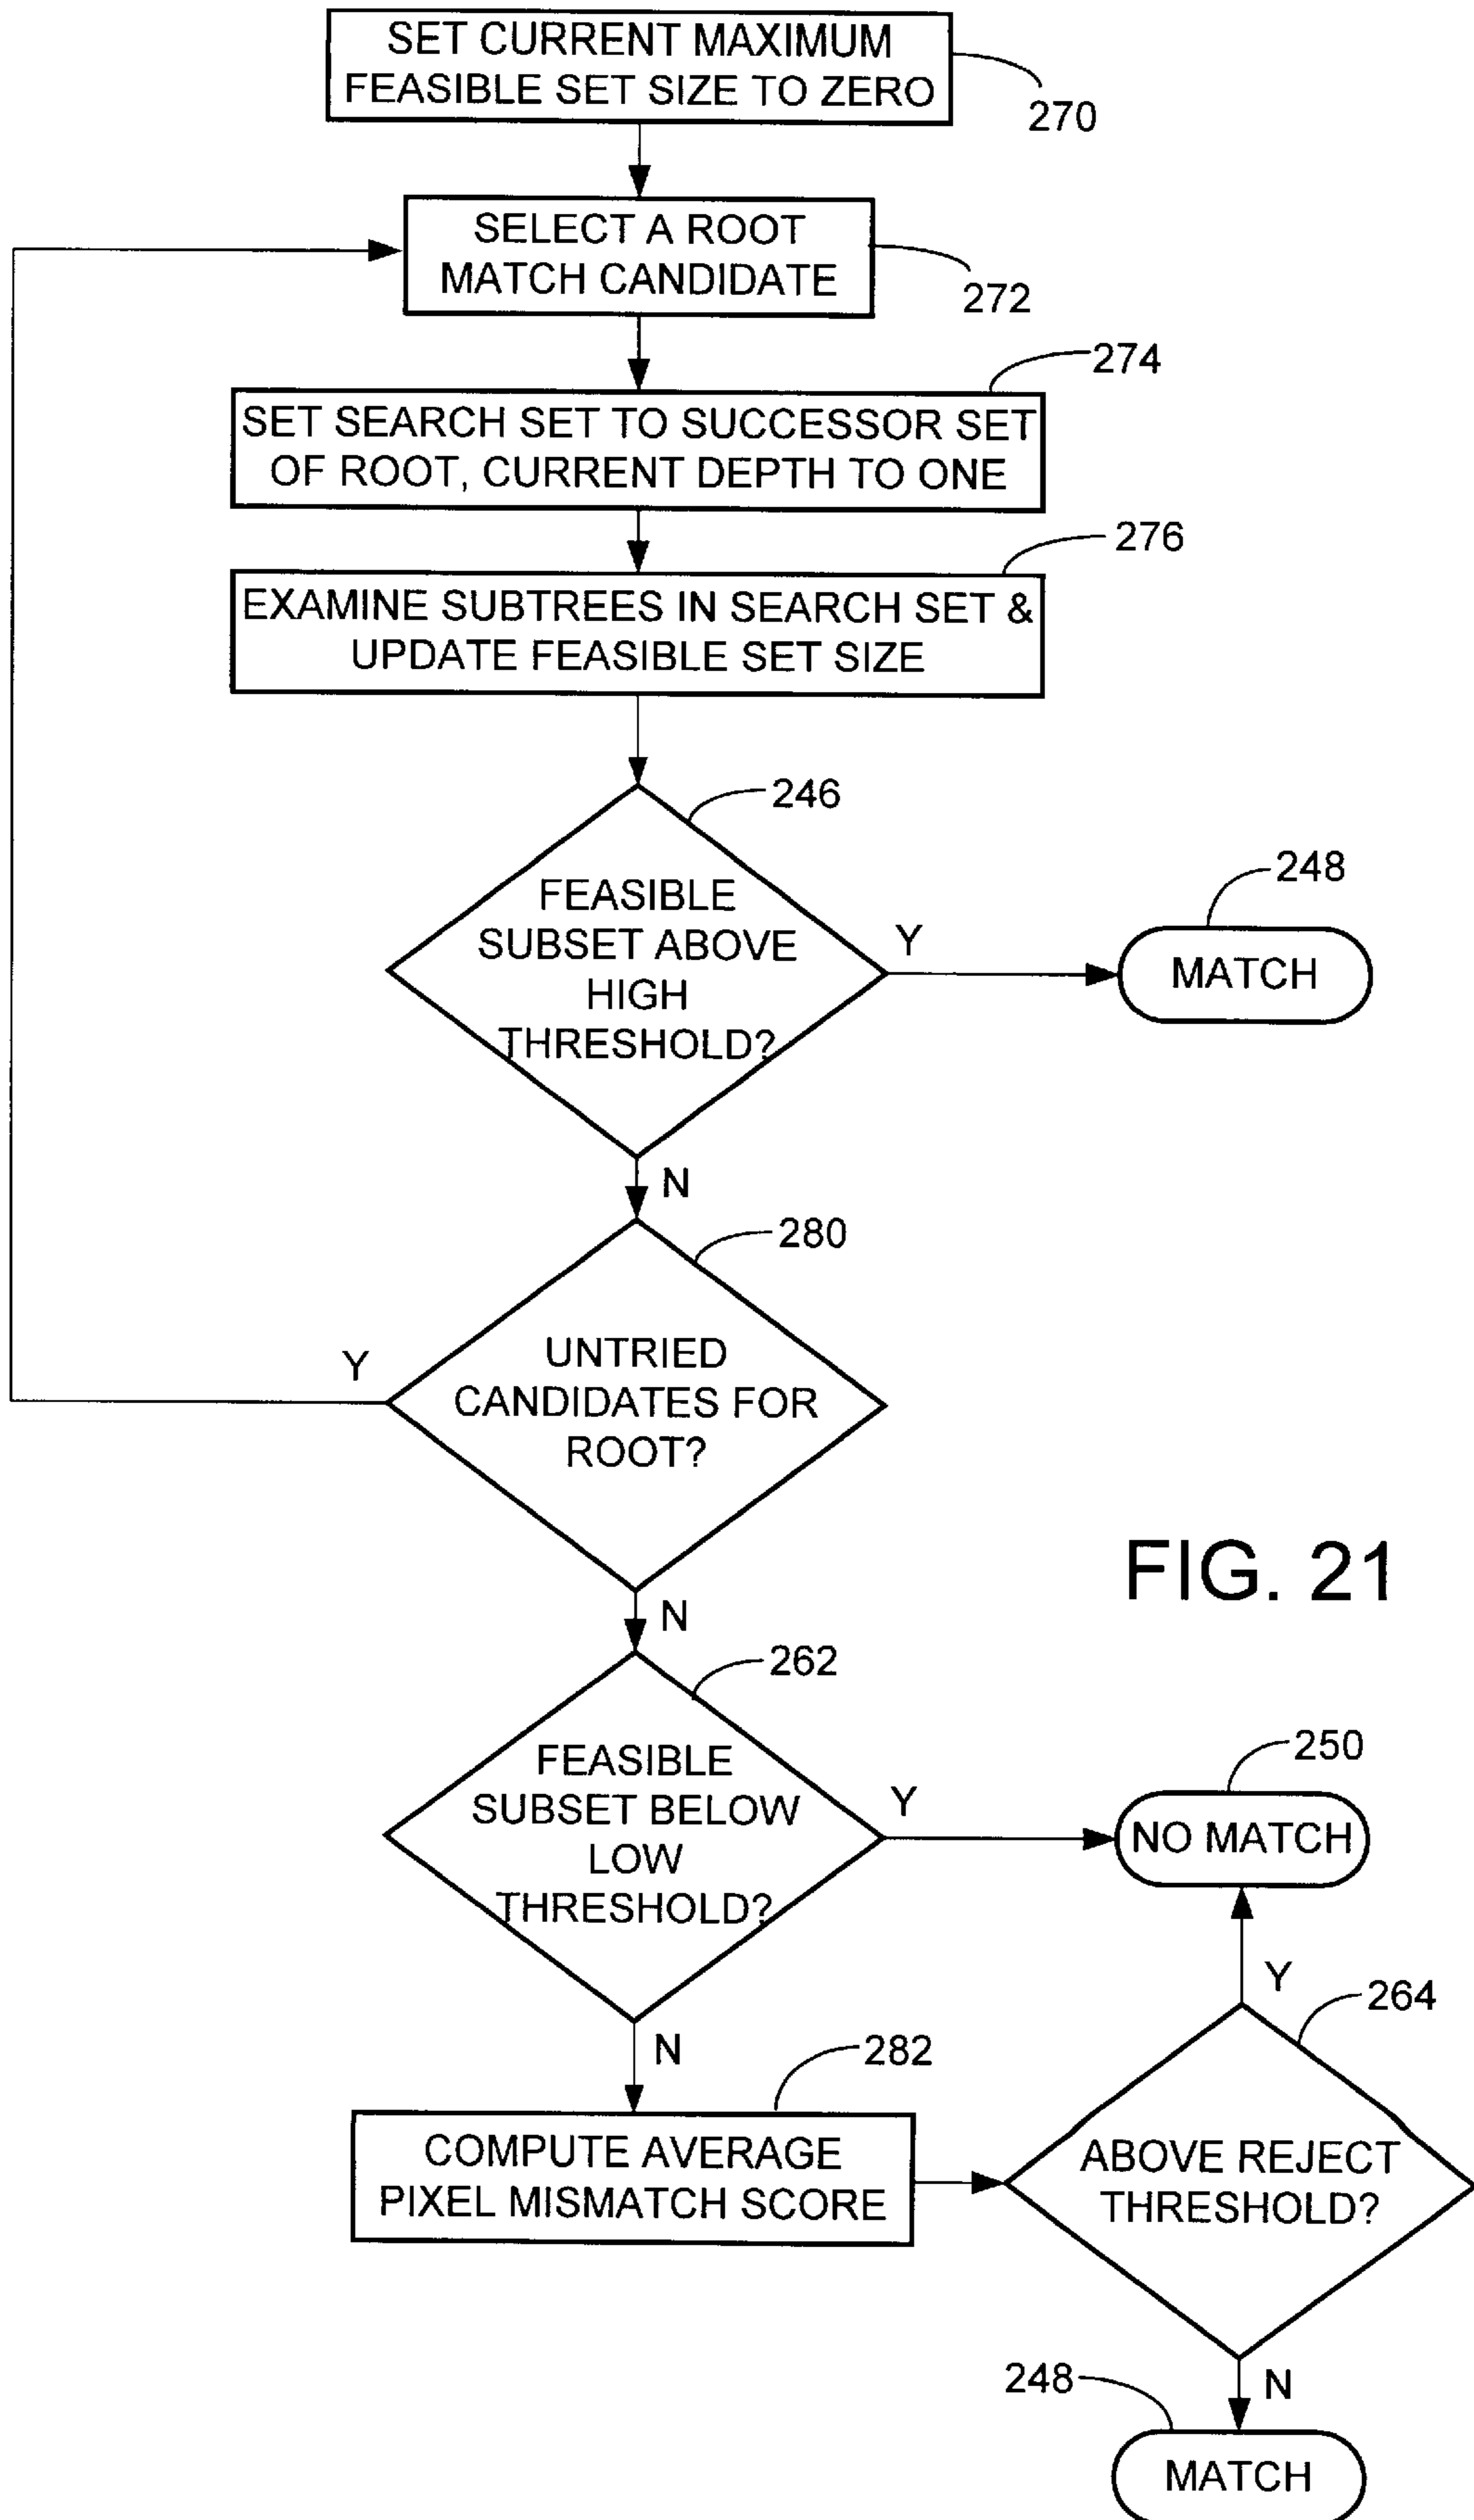 SET CURRENT MAXIMUM
FEASIBLE SET SIZE TO ZERO
270
SELECT A ROOT
MATCH CANDIDATE
272
274
SET SEARCH SET TO SUCCESSOR SET
OF ROOT, CURRENT DEPTH TO ONE
276
EXAMINE SUBTREES IN SEARCH SET &
UPDATE FEASIBLE SET SIZE
246
FEASIBLE
SUBSET ABOVE
HIGH
THRESHOLD?
Y
248
MATCH
N
280
UNTRIED
CANDIDATES FOR
ROOT?
Y
FIG. 21
N
262
FEASIBLE
SUBSET BELOW
LOW
THRESHOLD?
Y
250
NO MATCH
N
282
COMPUTE AVERAGE
PIXEL MISMATCH SCORE
Y
264
ABOVE REJECT
THRESHOLD?
N
248
MATCH